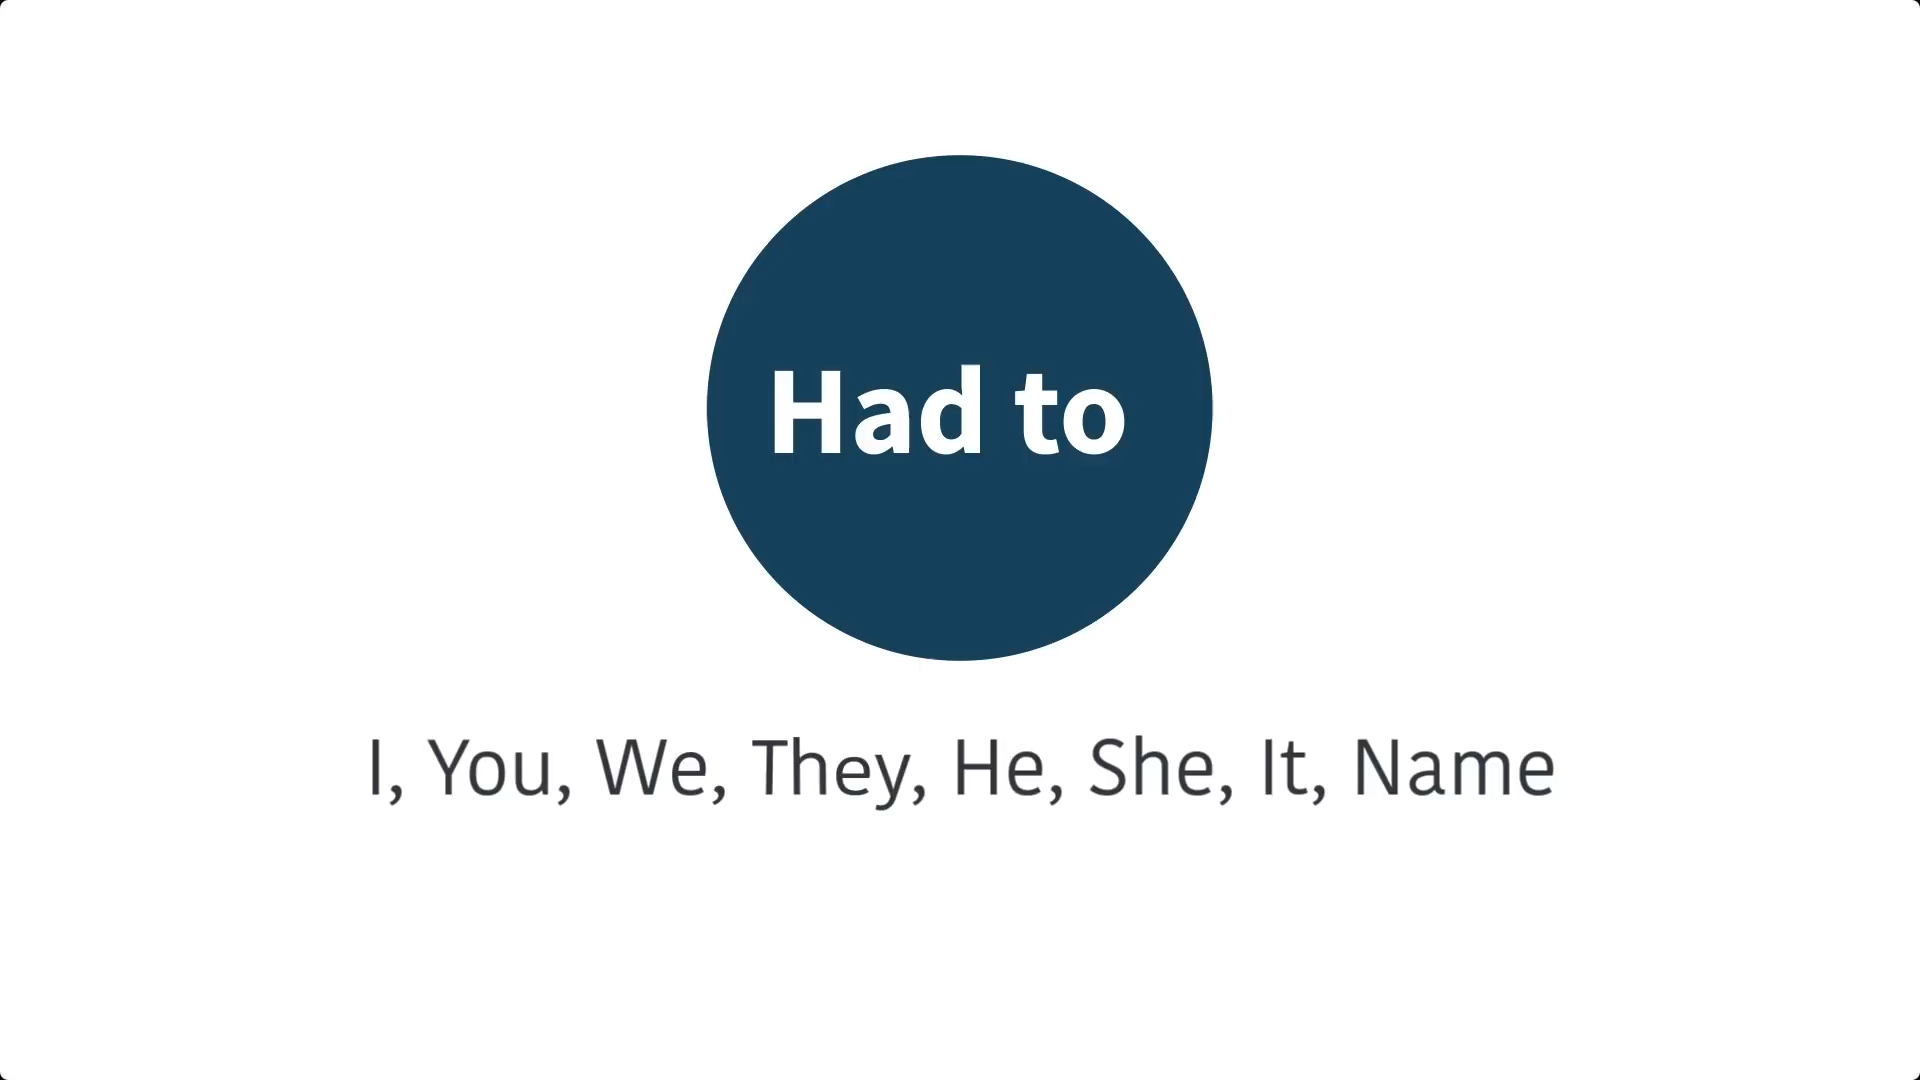 Had to
I, You, We, They, He, She, It, Name